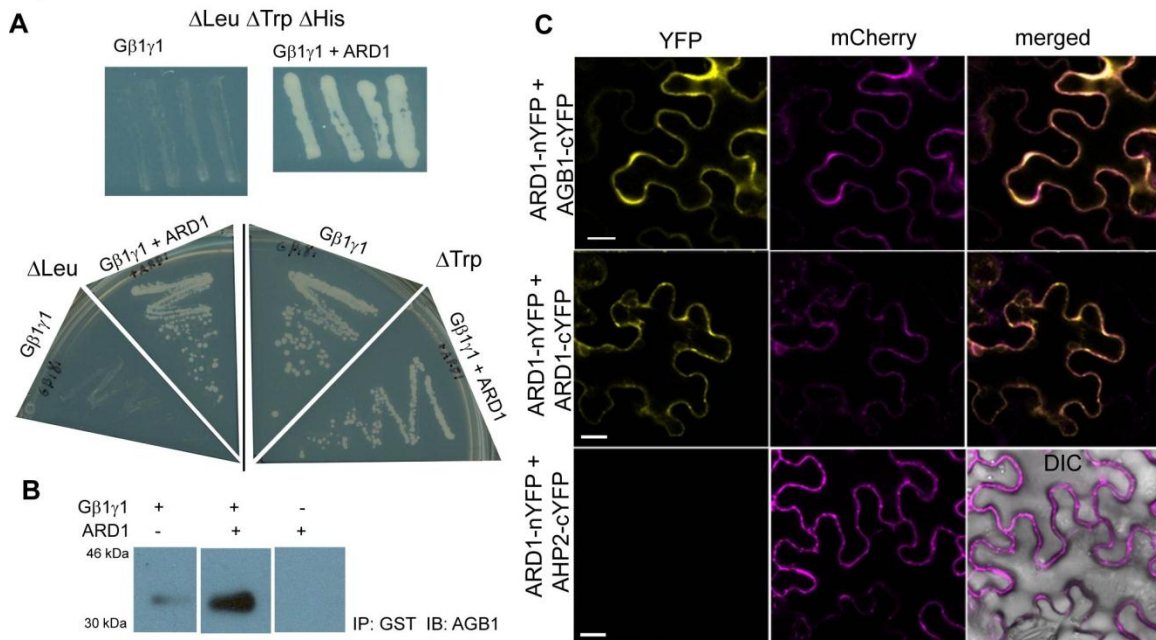 A
ΔLeu ΔTrp ΔHis
Gβ1γ1
Gβ1γ1 + ARD1
ΔLeu
Gβ1γ1 + ARD1
Gβ1γ1
ΔTrp
Gβ1γ1
Gβ1γ1 + ARD1
B
Gβ1γ1 + + -
ARD1 - + +
46 kDa
30 kDa
IP: GST IB: AGB1
C
YFP mCherry merged
ARD1-nYFP +
AGB1-cYFP
ARD1-nYFP +
ARD1-cYFP
ARD1-nYFP +
AHP2-cYFP
DIC